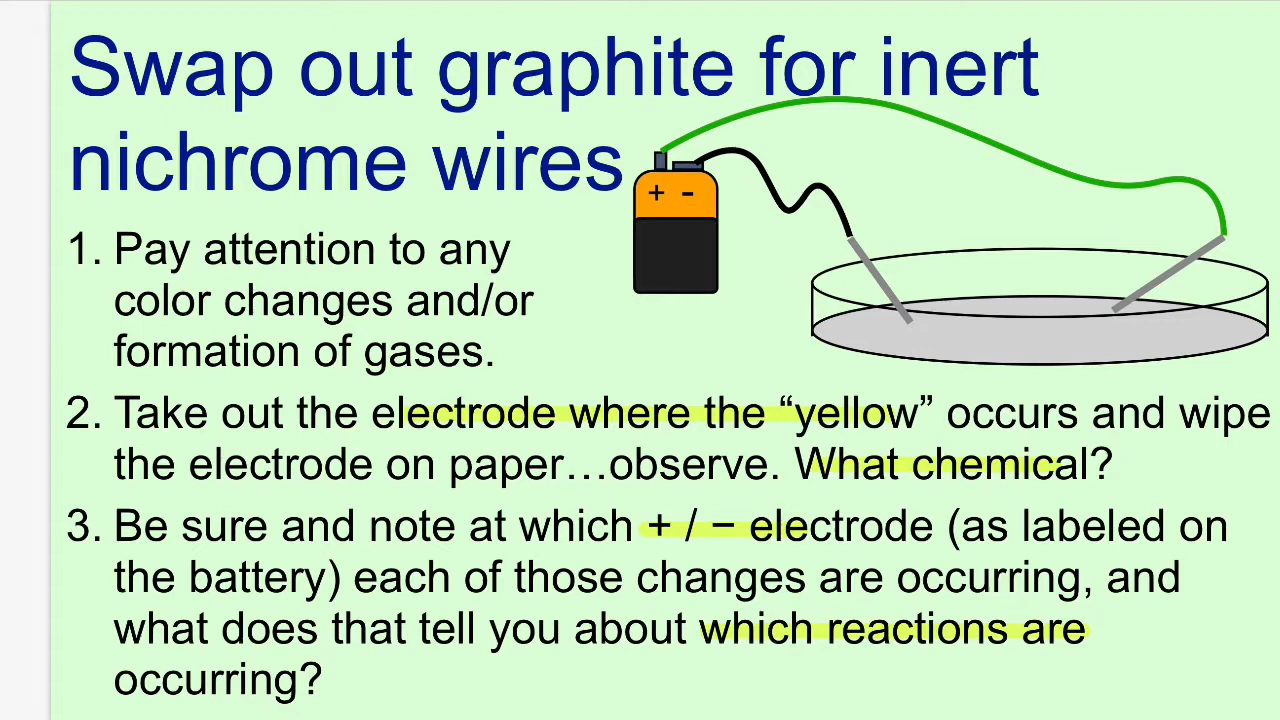 Swap out graphite for inert
nichrome wires
+ -
1. Pay attention to any
color changes and/or
formation of gases.
2. Take out the electrode where the “yellow” occurs and wipe
the electrode on paper…observe. What chemical?
3. Be sure and note at which + / − electrode (as labeled on
the battery) each of those changes are occurring, and
what does that tell you about which reactions are
occurring?